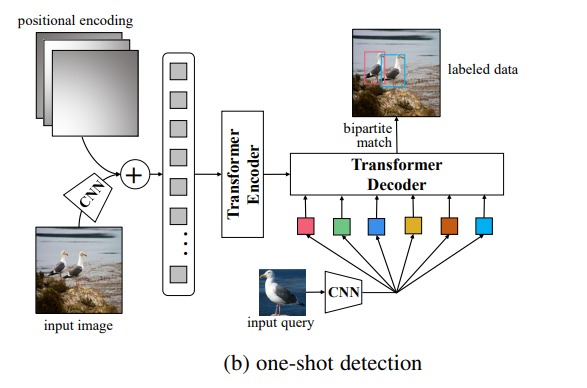 positional encoding
labeled data
bipartite
match
CNN
+
Transformer
Encoder
Transformer
Decoder
input image
CNN
input query
(b) one-shot detection